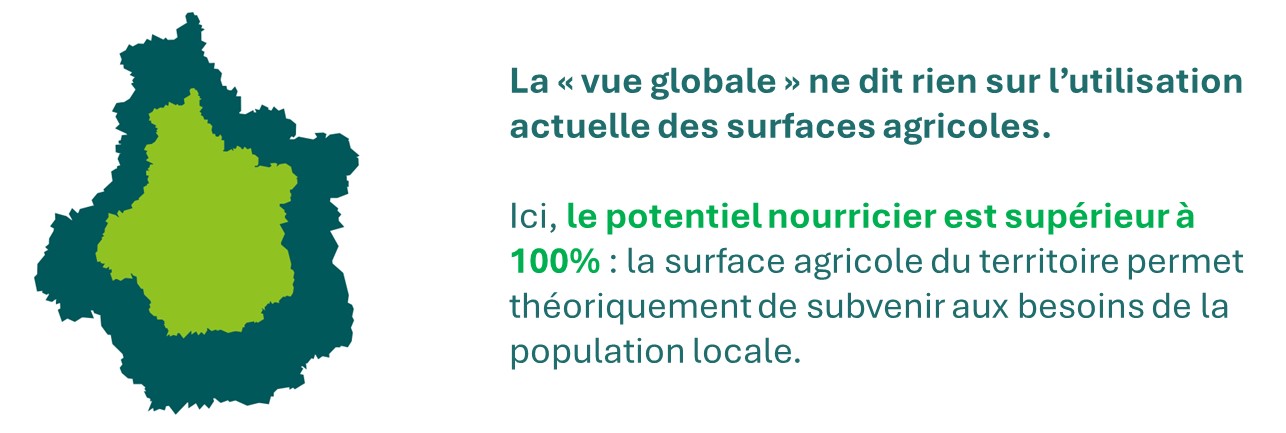 La « vue globale » ne dit rien sur l’utilisation
actuelle des surfaces agricoles.
Ici, le potentiel nourricier est supérieur à
100% : la surface agricole du territoire permet
théoriquement de subvenir aux besoins de la
population locale.